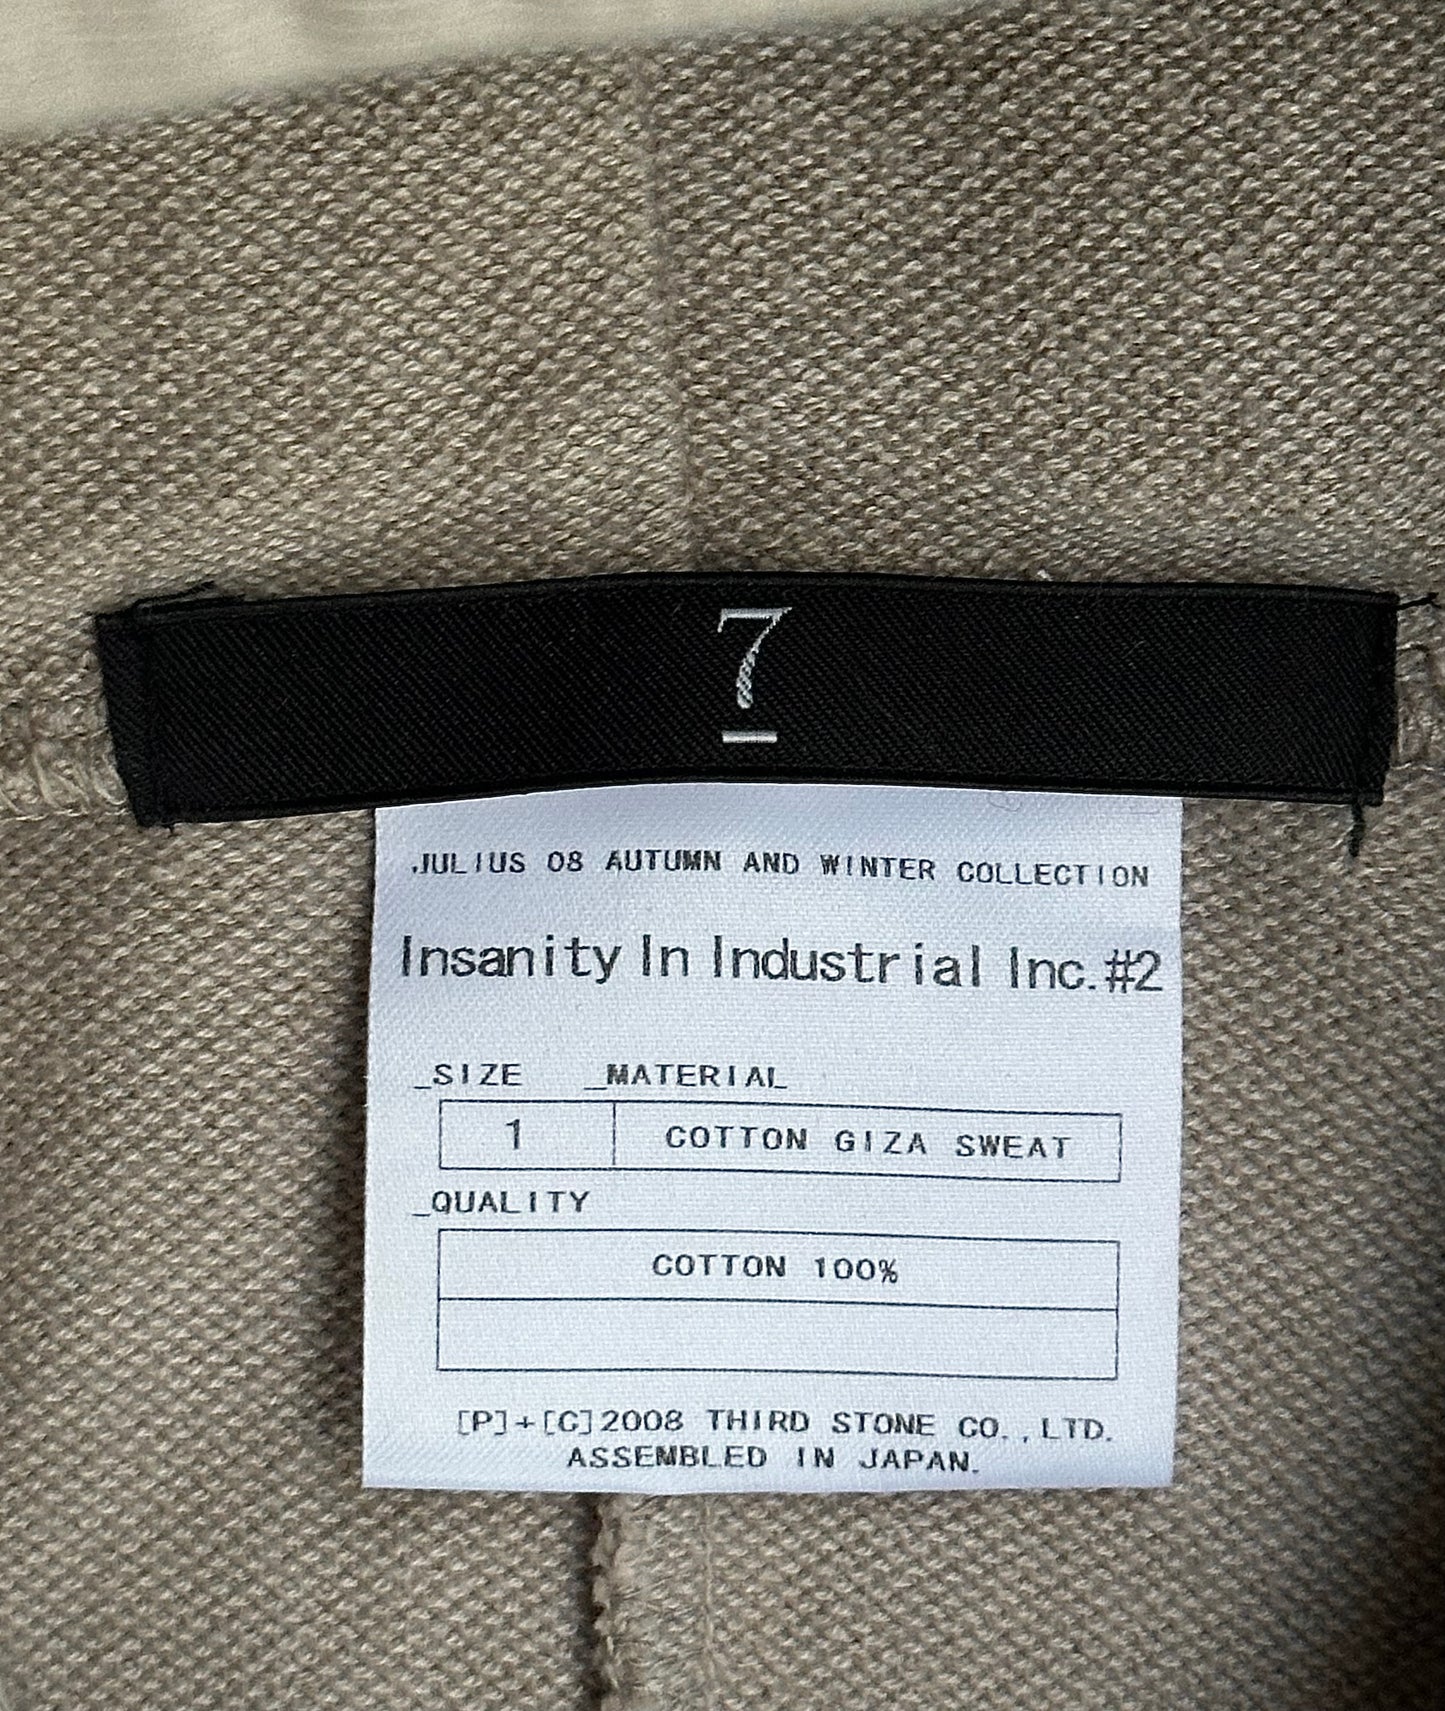 7
JULIUS 08 AUTUMN AND WINTER COLLECTION
Insanity In Industrial Inc.#2
_SIZE _MATERIAL
1 COTTON GIZA SWEAT
_QUALITY
COTTON 100%
[P]+[C]2008 THIRD STONE CO.,LTD.
ASSEMBLED IN JAPAN.